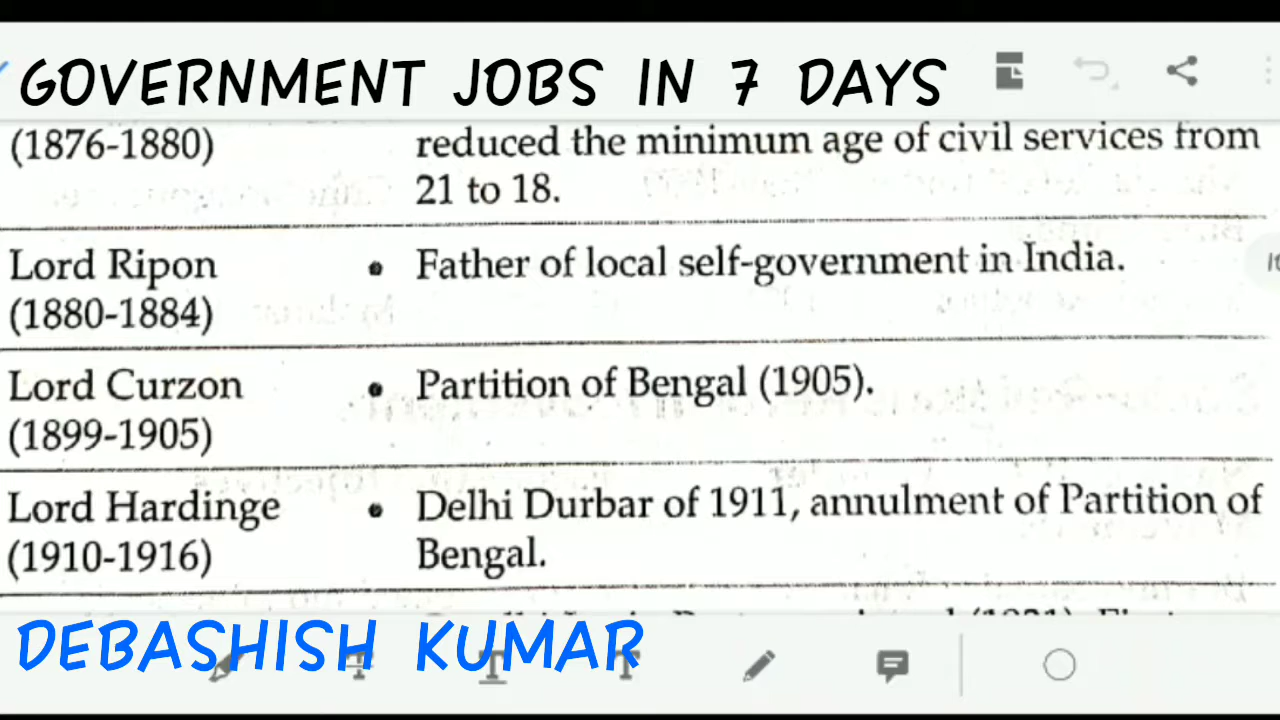 GOVERNMENT JOBS IN 7 DAYS
(1876-1880) reduced the minimum age of civil services from
21 to 18.
Lord Ripon • Father of local self-government in India.
(1880-1884)
Lord Curzon • Partition of Bengal (1905).
(1899-1905)
Lord Hardinge • Delhi Durbar of 1911, annulment of Partition of
(1910-1916) Bengal.
DEBASHISH KUMAR